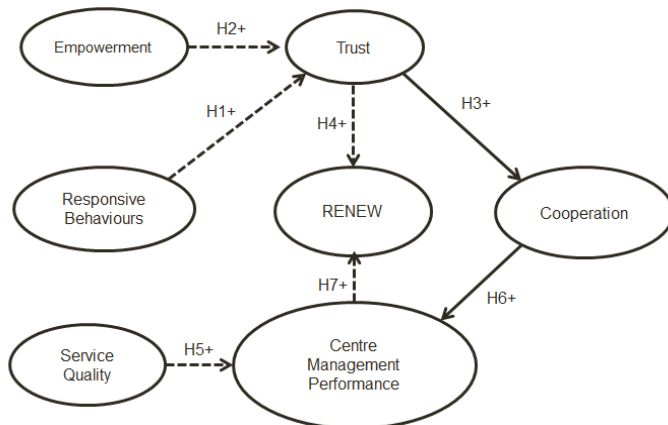 H2+
Empowerment
Trust
H3+
H1+
H4+
Responsive
Behaviours
RENEW
Cooperation
H7+
H6+
H5+
Centre
Management
Performance
Service
Quality